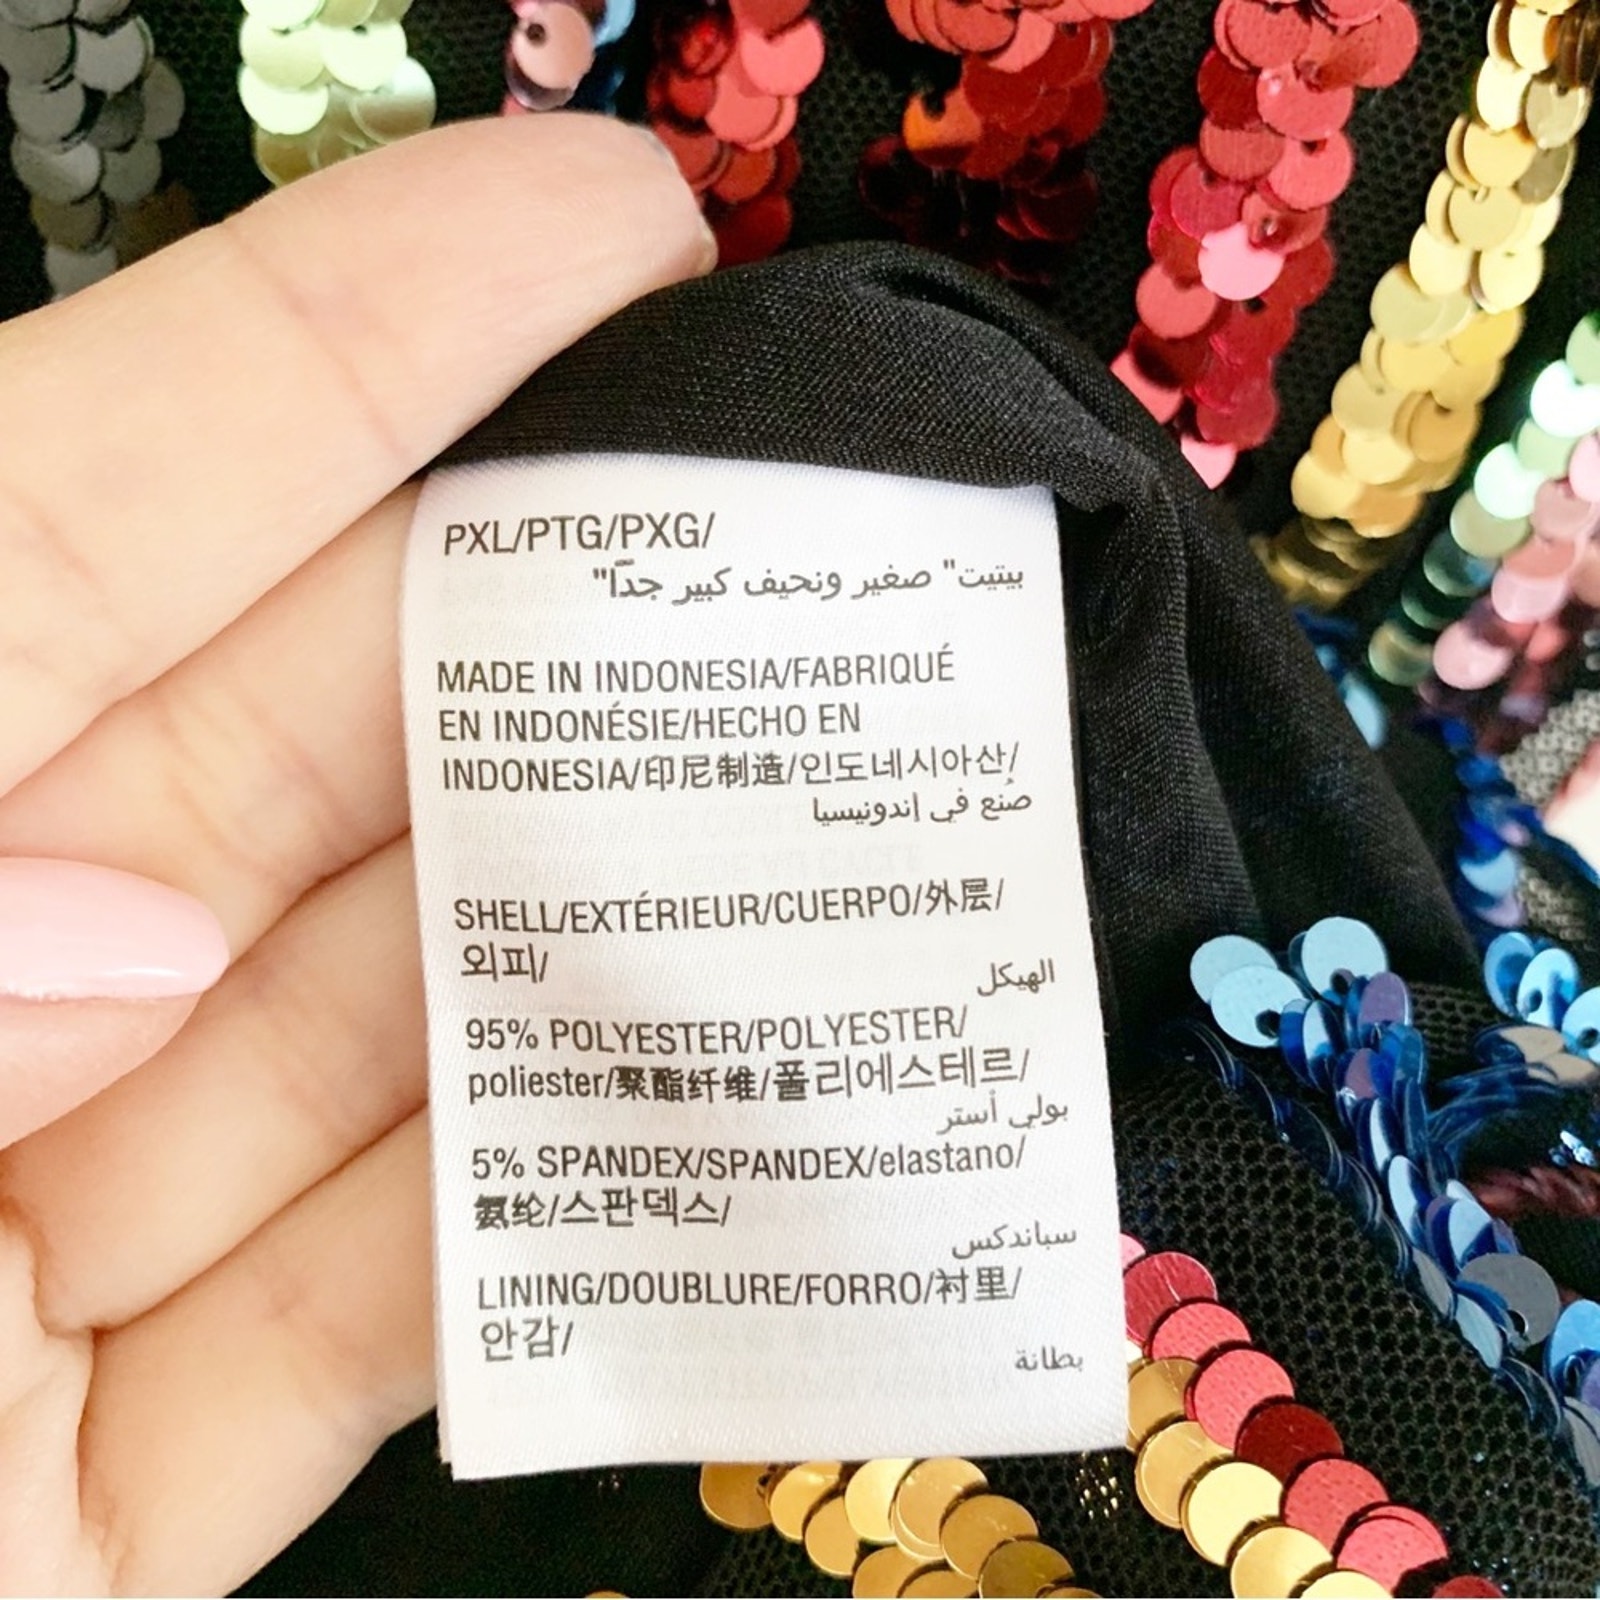 PXL/PTG/PXG/
بيتيت" صغير ونحيف كبير جدًّا"
MADE IN INDONESIA/FABRIQUÉ
EN INDONÉSIE/HECHO EN
INDONESIA/印尼制造/인도네시아산/
صُنع في إندونيسيا
SHELL/EXTÉRIEUR/CUERPO/外层/
외피/
الهيكل
95% POLYESTER/POLYESTER/
poliester/聚酯纤维/폴리에스테르/
بولي أستر
5% SPANDEX/SPANDEX/elastano/
氨纶/스판덱스/
سباندكس
LINING/DOUBLURE/FORRO/衬里/
안감/
بطانة